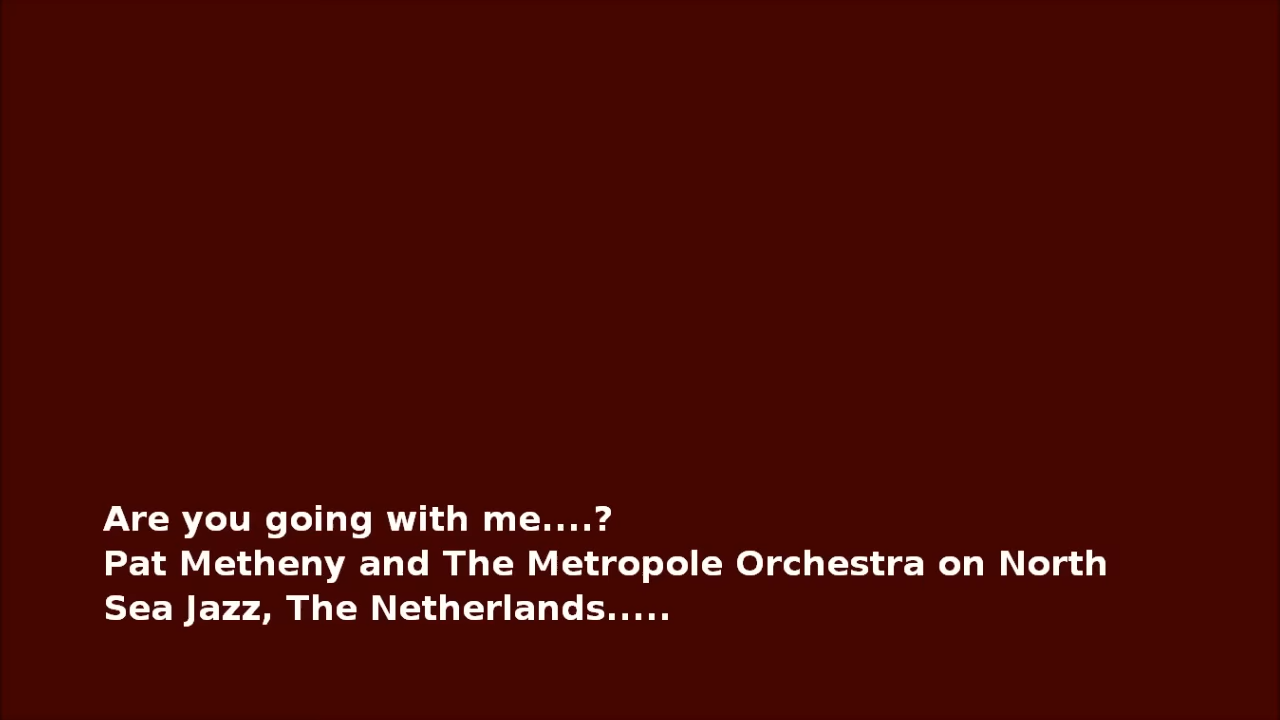 Are you going with me....?
Pat Metheny and The Metropole Orchestra on North
Sea Jazz, The Netherlands.....